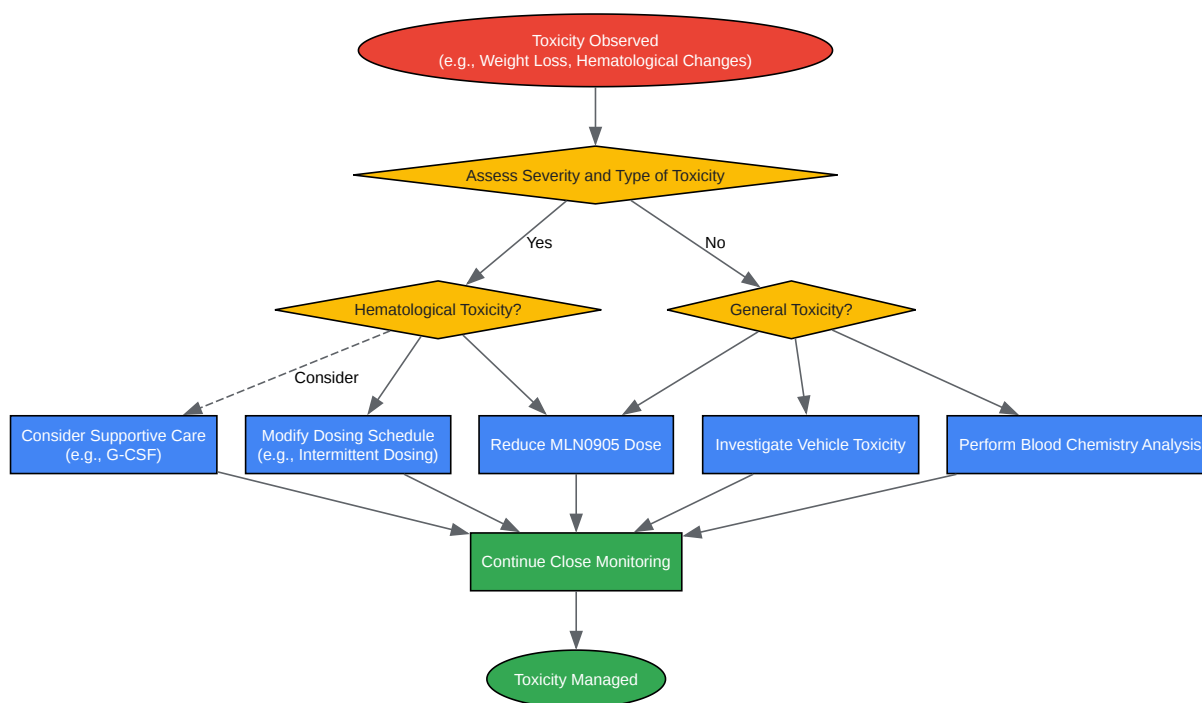 Toxicity Observed
(e.g., Weight Loss, Hematological Changes)
Assess Severity and Type of Toxicity
Yes
No
Hematological Toxicity?
General Toxicity?
Consider
Consider Supportive Care
(e.g., G-CSF)
Modify Dosing Schedule
(e.g., Intermittent Dosing)
Reduce MLN0905 Dose
Investigate Vehicle Toxicity
Perform Blood Chemistry Analysis
Continue Close Monitoring
Toxicity Managed